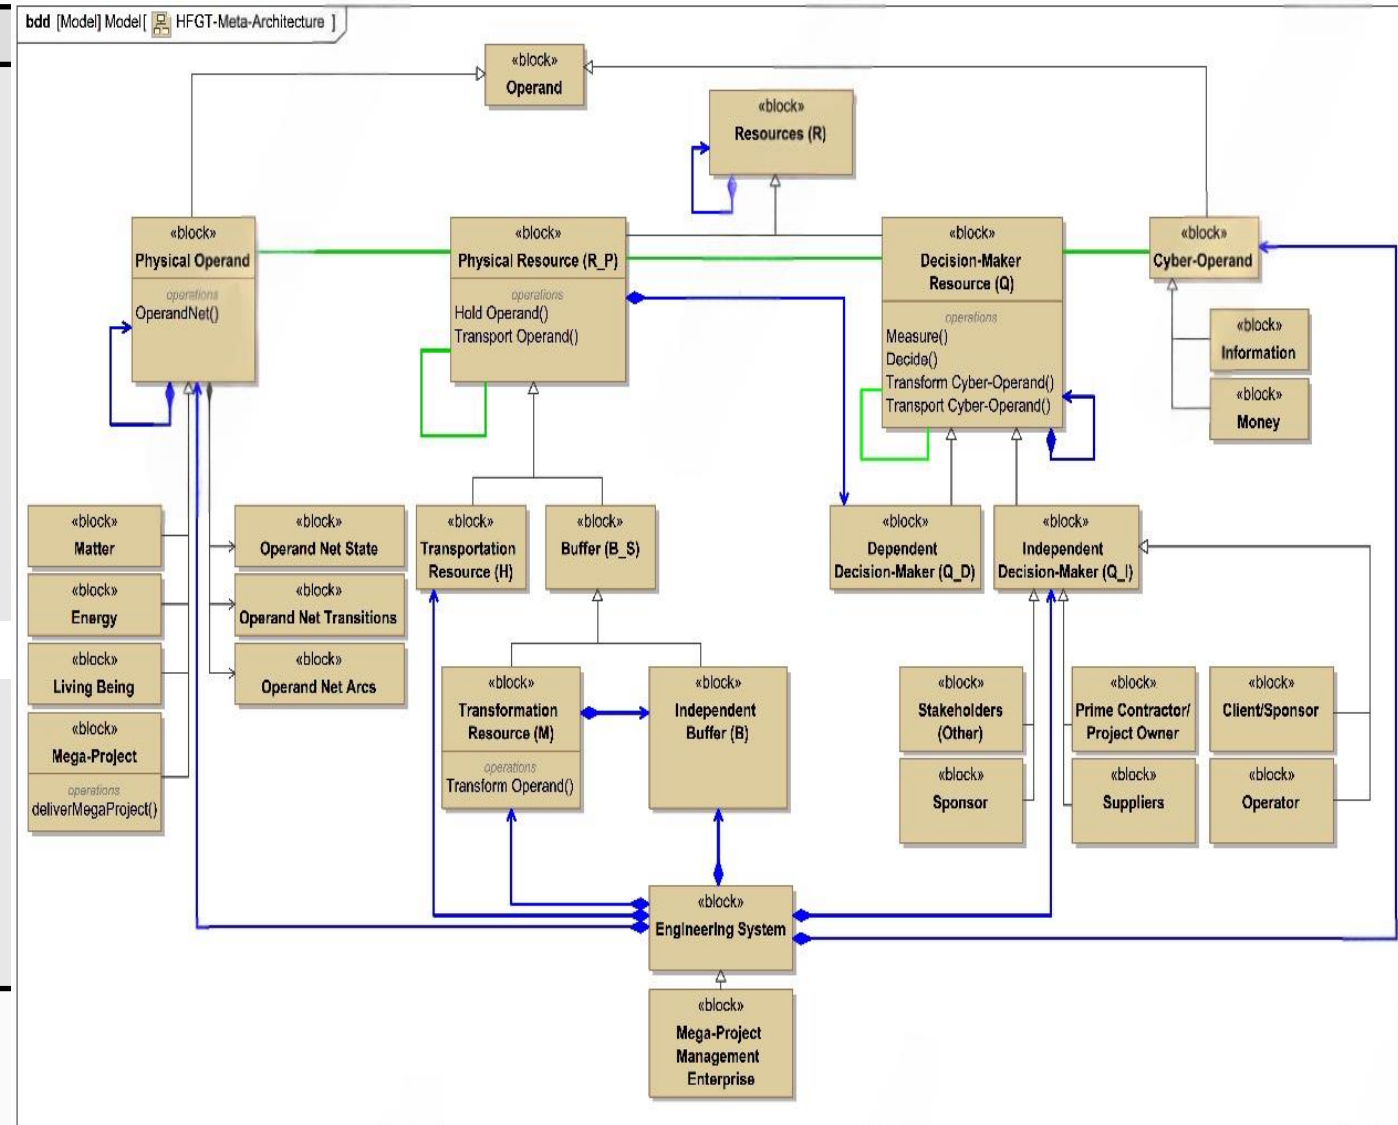 bdd [Model] Model[ HFGT-Meta-Architecture ]
«block»
Operand
«block»
Resources (R)
«block»
Physical Operand
operations
OperandNet()
«block»
Physical Resource (R_P)
operations
Hold Operand()
Transport Operand()
«block»
Decision-Maker
Resource (Q)
operations
Measure()
Decide()
Transform Cyber-Operand()
Transport Cyber-Operand()
«block»
Cyber-Operand
«block»
Information
«block»
Money
«block»
Matter
«block»
Energy
«block»
Living Being
«block»
Mega-Project
operations
deliverMegaProject()
«block»
Operand Net State
«block»
Operand Net Transitions
«block»
Operand Net Arcs
«block»
Transportation
Resource (H)
«block»
Buffer (B_S)
«block»
Dependent
Decision-Maker (Q_D)
«block»
Independent
Decision-Maker (Q_I)
«block»
Transformation
Resource (M)
operations
Transform Operand()
«block»
Independent
Buffer (B)
«block»
Stakeholders
(Other)
«block»
Prime Contractor/
Project Owner
«block»
Client/Sponsor
«block»
Sponsor
«block»
Suppliers
«block»
Operator
«block»
Engineering System
«block»
Mega-Project
Management
Enterprise